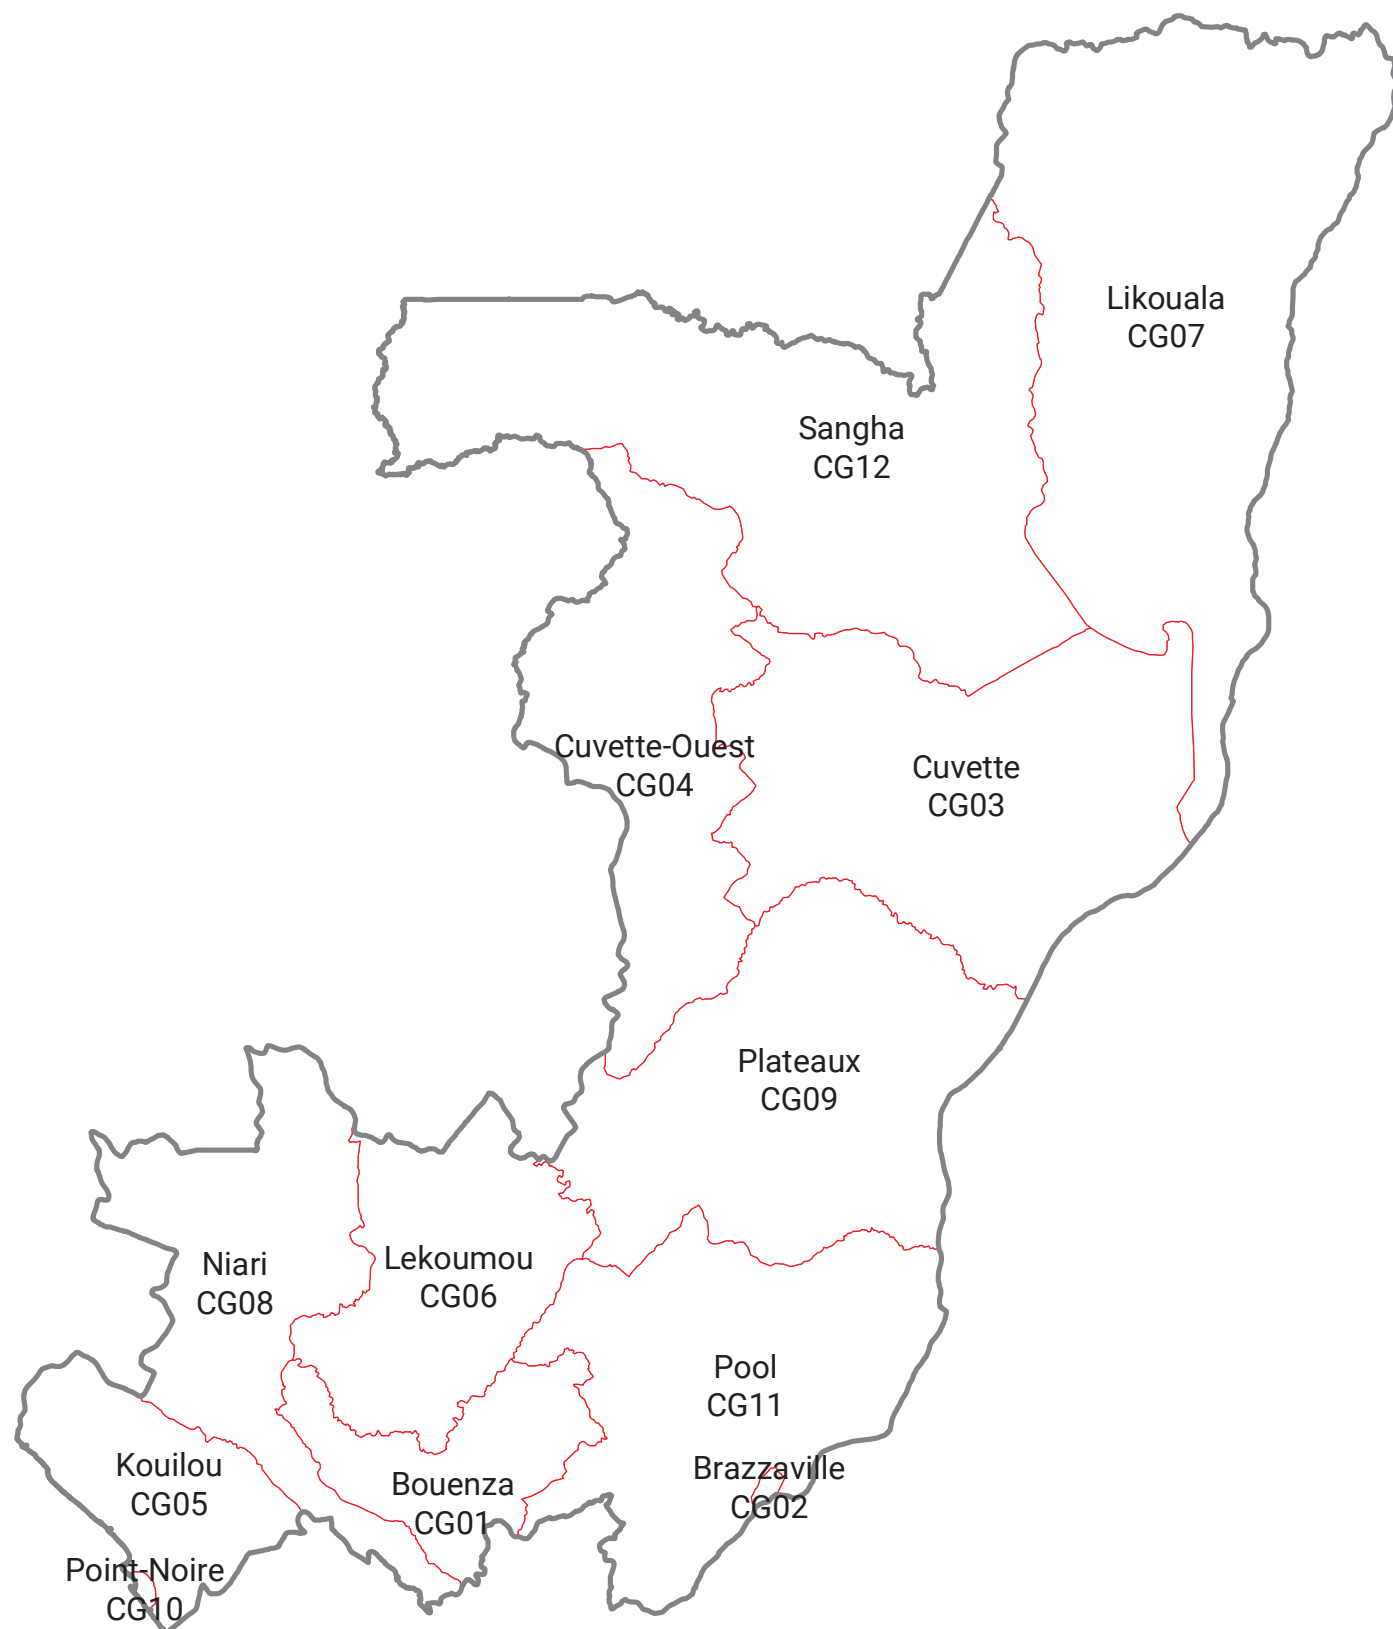 Likouala
CG07
Sangha
CG12
Cuvette-Ouest
CG04
Cuvette
CG03
Plateaux
CG09
Niari
CG08
Lekoumou
CG06
Pool
CG11
Kouilou
CG05
Bouenza
CG01
Brazzaville
CG02
Point-Noire
CG10